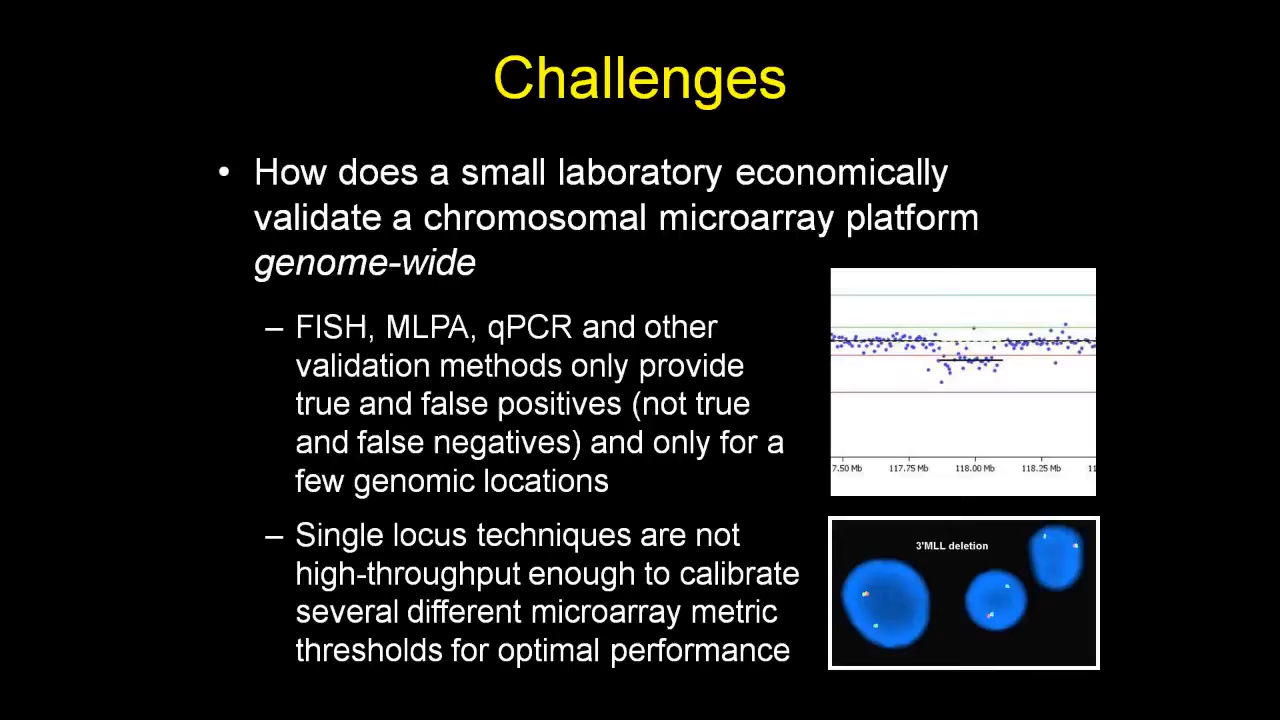 Challenges
• How does a small laboratory economically
validate a chromosomal microarray platform
genome-wide
– FISH, MLPA, qPCR and other
validation methods only provide
true and false positives (not true
and false negatives) and only for a
few genomic locations
– Single locus techniques are not
high-throughput enough to calibrate
several different microarray metric
thresholds for optimal performance
7.50 Mb 117.75 Mb 118.00 Mb 118.25 Mb
3'MLL deletion